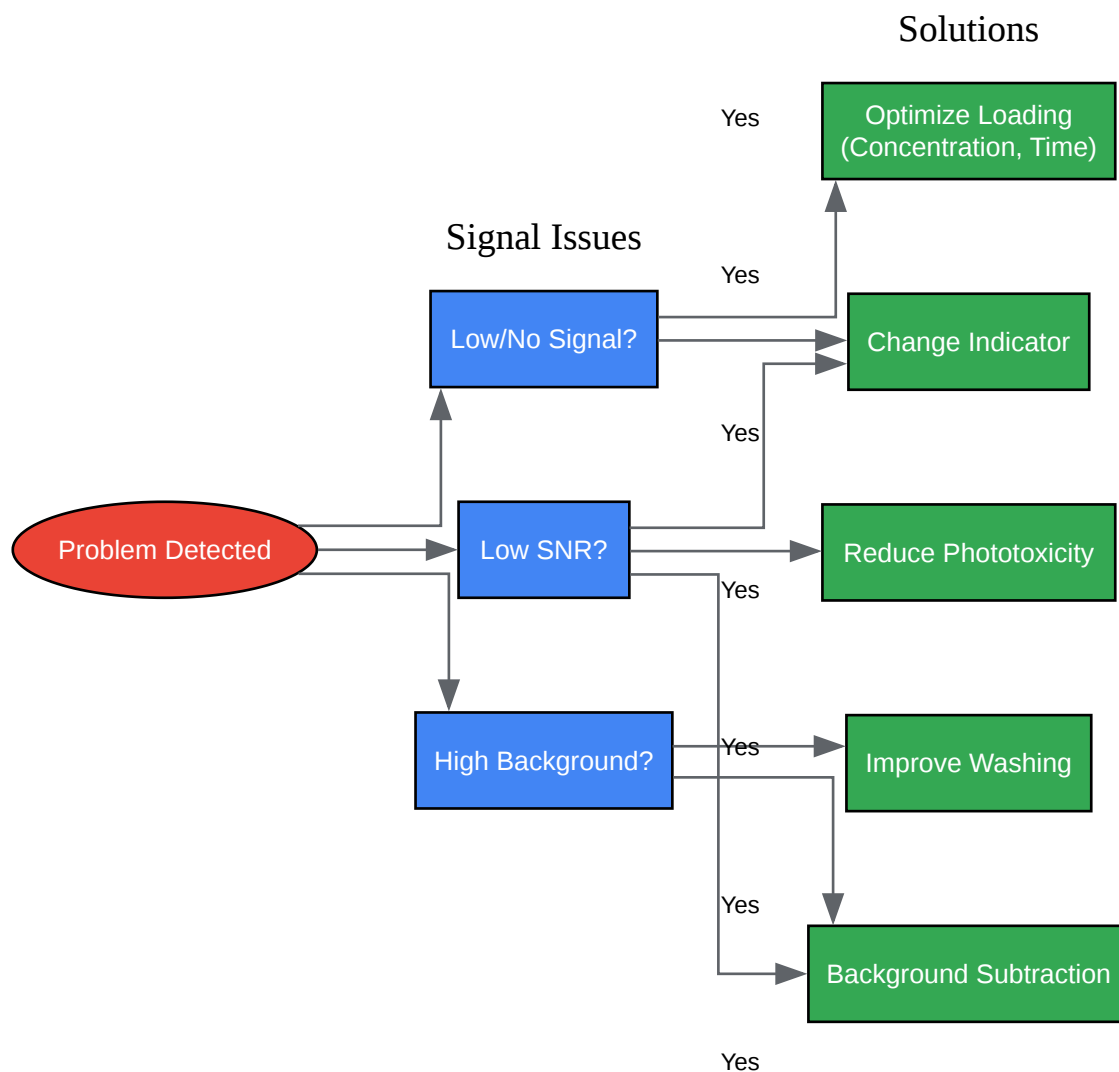 Solutions
Yes
Optimize Loading
(Concentration, Time)
Signal Issues
Yes
Low/No Signal?
Change Indicator
Yes
Problem Detected
Low SNR?
Reduce Phototoxicity
Yes
High Background?
Yes
Improve Washing
Yes
Background Subtraction
Yes